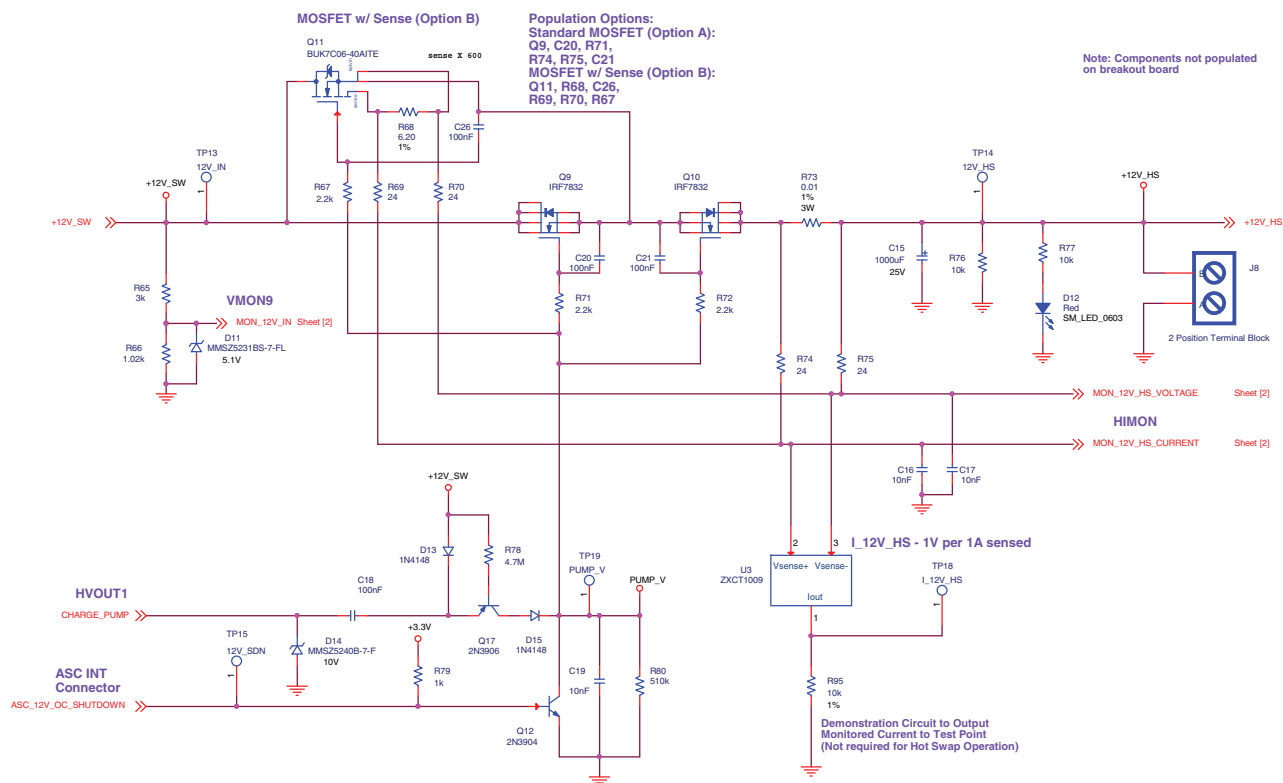 MOSFET w/ Sense (Option B)
Q11
BUK7C06-40AITE
sense X 600
Population Options:
Standard MOSFET (Option A):
Q9, C20, R71,
R74, R75, C21
MOSFET w/ Sense (Option B):
Q11, R68, C26,
R69, R70, R67
Note: Components not populated
on breakout board
R68
6.20
1%
C26
100nF
TP13
12V_IN
1
+12V_SW
+12V_SW
R67
2.2k
R69
24
R70
24
Q9
IRF7832
Q10
IRF7832
R73
0.01
1%
3W
TP14
12V_HS
1
+12V_HS
+12V_HS
C20
100nF
C21
100nF
C15
1000uF
25V
R76
10k
R77
10k
J8
B
A
2 Position Terminal Block
D12
Red
SM_LED_0603
R65
3k
VMON9
MON_12V_IN Sheet [2]
R66
1.02k
D11
MMSZ5231BS-7-FL
5.1V
R71
2.2k
R72
2.2k
R74
24
R75
24
MON_12V_HS_VOLTAGE Sheet [2]
HIMON
MON_12V_HS_CURRENT Sheet [2]
C16
10nF
C17
10nF
+12V_SW
D13
1N4148
R78
4.7M
TP19
PUMP_V
1
PUMP_V
I_12V_HS - 1V per 1A sensed
2
3
U3
ZXCT1009
Vsense+
Vsense-
Iout
1
TP18
I_12V_HS
1
HVOUT1
CHARGE_PUMP
C18
100nF
Q17
2N3906
D15
1N4148
D14
MMSZ5240B-7-F
10V
TP15
12V_SDN
1
+3.3V
R79
1k
C19
10nF
R80
510k
R95
10k
1%
ASC INT
Connector
ASC_12V_OC_SHUTDOWN
Q12
2N3904
Demonstration Circuit to Output
Monitored Current to Test Point
(Not required for Hot Swap Operation)